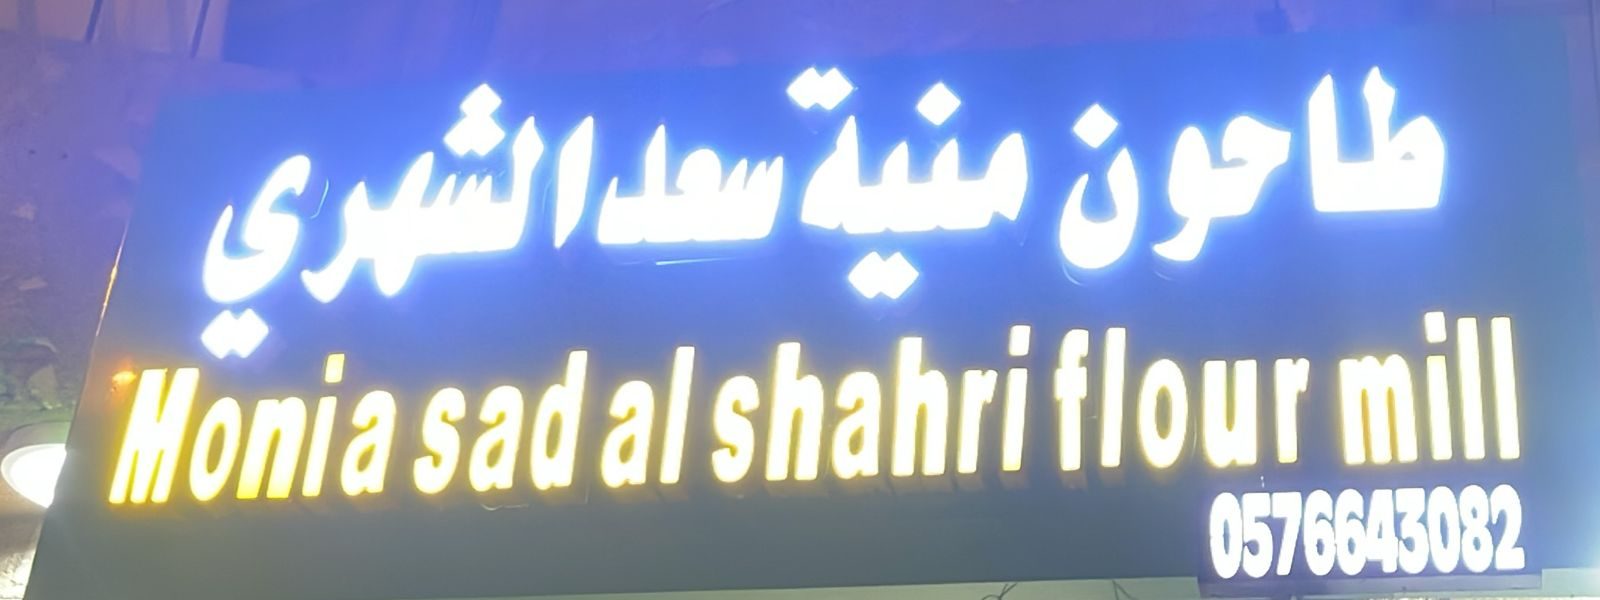 طاحون منية سعد الشهري
Monia sad al shahri flour mill
0576643082